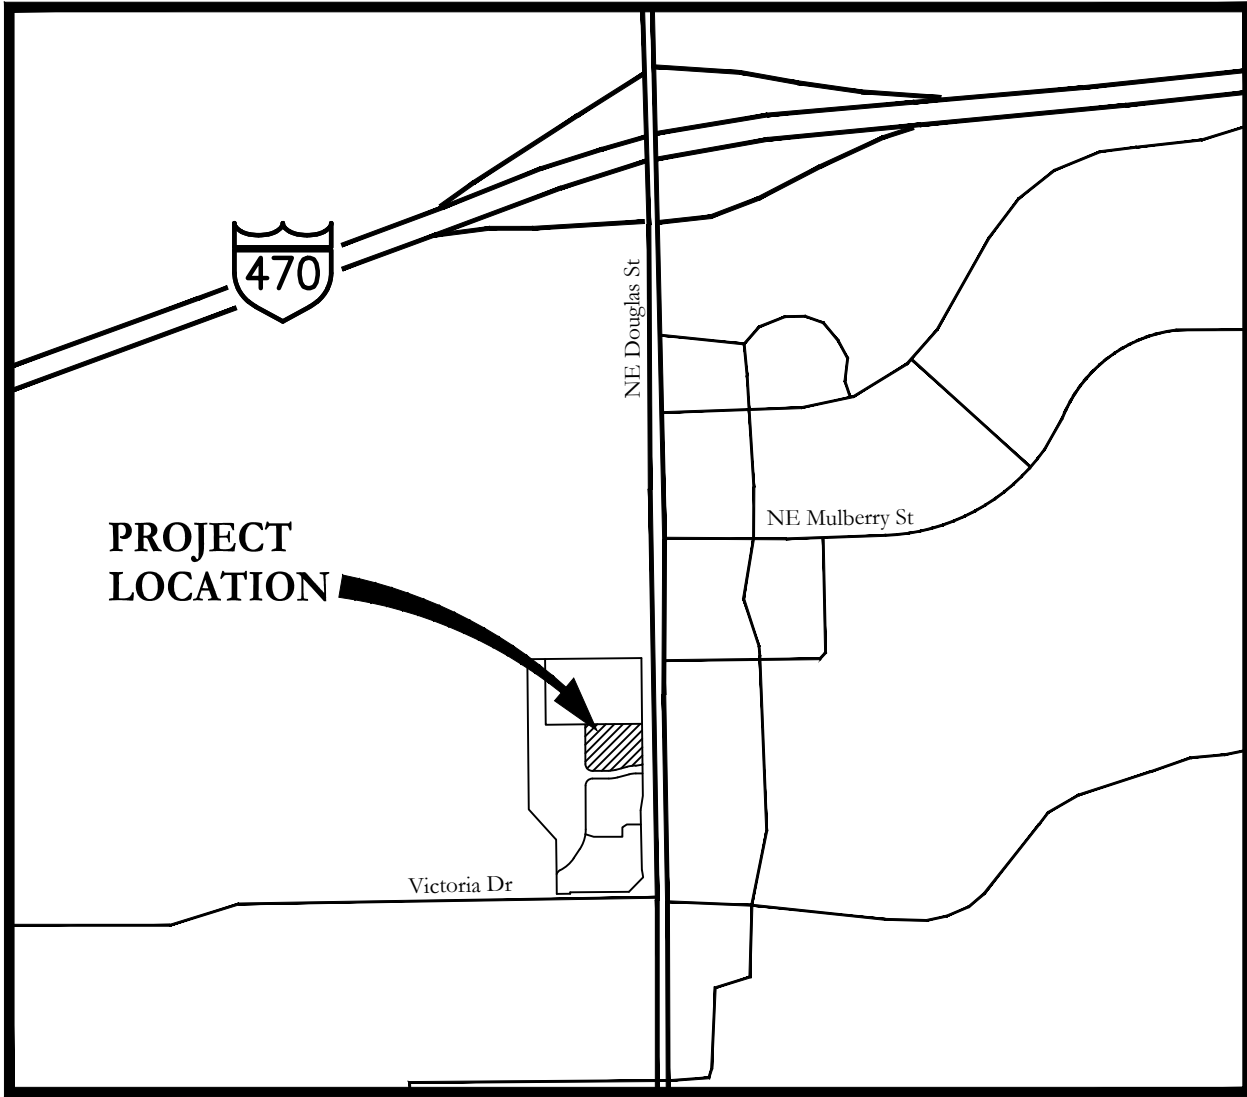 470
NE Douglas St
NE Mulberry St
PROJECT
LOCATION
Victoria Dr